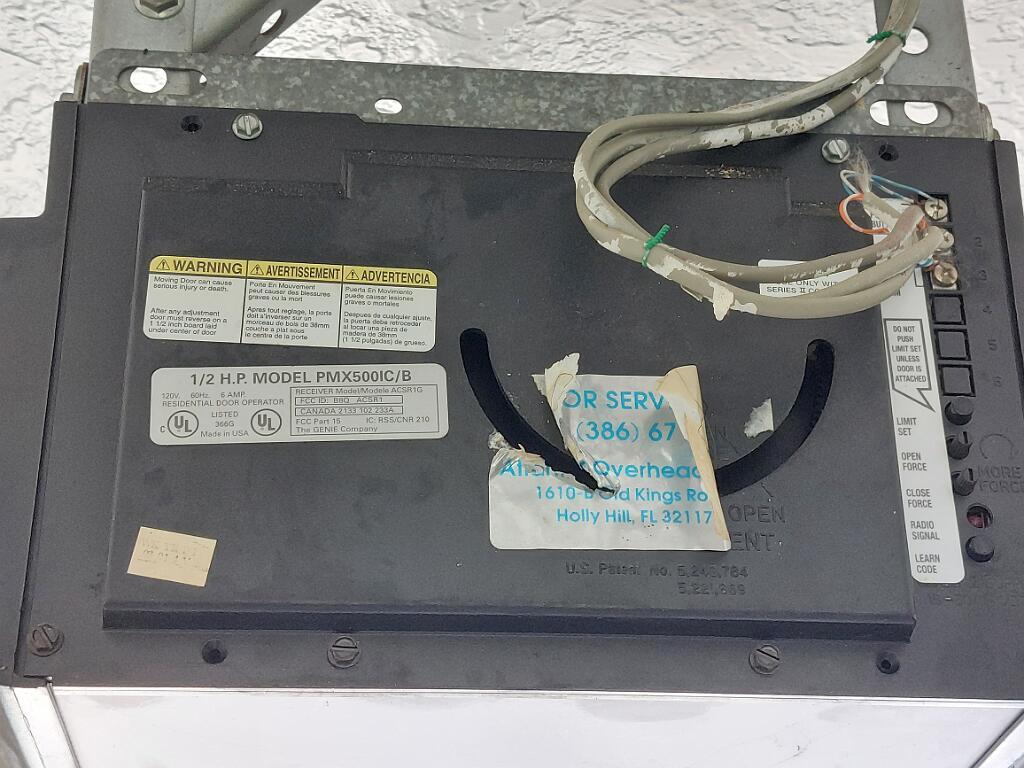 WARNING
Moving Door can cause
serious injury or death.
After any adjustment
door must reverse on a
1 1/2 inch board laid
under center of door
AVERTISSEMENT
Porte En Mouvement
peut causer des blessures
graves ou la mort
Apres tout reglage, la porte
doit s'inverser sur un
morceau de bois de 38mm
couche a plat sous
le centre de la porte
ADVERTENCIA
Puerta En Movimiento
puede causar lesiones
graves o mortales
Despues de cualquier ajuste,
la puerta debe retroceder
al locar una pieza de
madera de 38mm
(1 1/2 pulgadas) de grueso.
1/2 H.P. MODEL PMX500IC/B
120V. 60Hz. 6 AMP.
RESIDENTIAL DOOR OPERATOR
C UL LISTED UL
366G
Made in USA
RECEIVER Model/Modele ACSR1G
FCC ID: B8Q ACSR1
CANADA 2133 102 233A
FCC Part 15 IC: RSS/CNR 210
The GENIE Company
OR SERV
(386) 67
Overhead
1610-B Old Kings Ro
Holly Hill, FL 32117
OPEN
U.S. Patent No. 5,243,784
USE ONLY WITH
SERIES II
2
3
4
5
6
DO NOT
PUSH
LIMIT SET
UNLESS
DOOR IS
ATTACHED
LIMIT
SET
OPEN
FORCE
CLOSE
FORCE
RADIO
SIGNAL
LEARN
CODE
MORE
FORCE